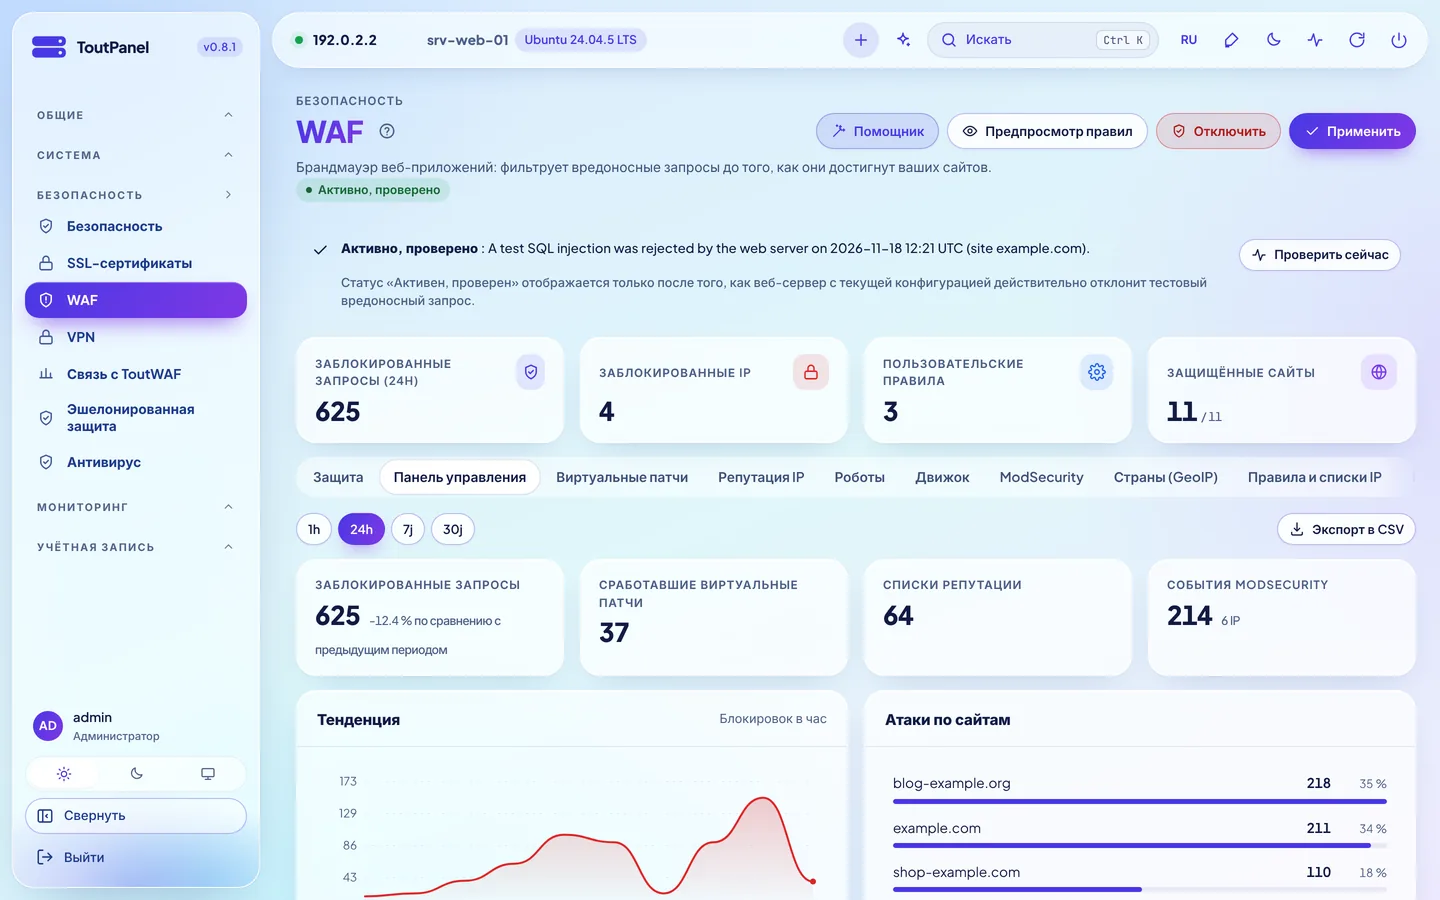 ToutPanel
v0.8.1
ОБЩИЕ
СИСТЕМА
БЕЗОПАСНОСТЬ
Безопасность
SSL-сертификаты
WAF
VPN
Связь с ToutWAF
Эшелонированная
защита
Антивирус
МОНИТОРИНГ
УЧЁТНАЯ ЗАПИСЬ
AD
admin
Администратор
Свернуть
Выйти
192.0.2.2
srv-web-01
Ubuntu 24.04.5 LTS
Искать
Ctrl K
RU
БЕЗОПАСНОСТЬ
WAF
Помощник
Предпросмотр правил
Отключить
Применить
Брандмауэр веб-приложений: фильтрует вредоносные запросы до того, как они достигнут ваших сайтов.
Активно, проверено
Активно, проверено : A test SQL injection was rejected by the web server on 2026-11-18 12:21 UTC (site example.com).
Проверить сейчас
Статус «Активен, проверен» отображается только после того, как веб-сервер с текущей конфигурацией действительно отклонит тестовый
вредоносный запрос.
ЗАБЛОКИРОВАННЫЕ
ЗАПРОСЫ (24H)
625
ЗАБЛОКИРОВАННЫЕ IP
4
ПОЛЬЗОВАТЕЛЬСКИЕ
ПРАВИЛА
3
ЗАЩИЩЁННЫЕ САЙТЫ
11 / 11
Защита
Панель управления
Виртуальные патчи
Репутация IP
Роботы
Движок
ModSecurity
Страны (GeoIP)
Правила и списки IP
1h
24h
7j
30j
Экспорт в CSV
ЗАБЛОКИРОВАННЫЕ ЗАПРОСЫ
625 -12.4 % по сравнению с
предыдущим периодом
СРАБОТАВШИЕ ВИРТУАЛЬНЫЕ
ПАТЧИ
37
СПИСКИ РЕПУТАЦИИ
64
СОБЫТИЯ MODSECURITY
214 6 IP
Тенденция
Блокировок в час
173
129
86
43
Атаки по сайтам
blog-example.org 218 35 %
example.com 211 34 %
shop-example.com 110 18 %